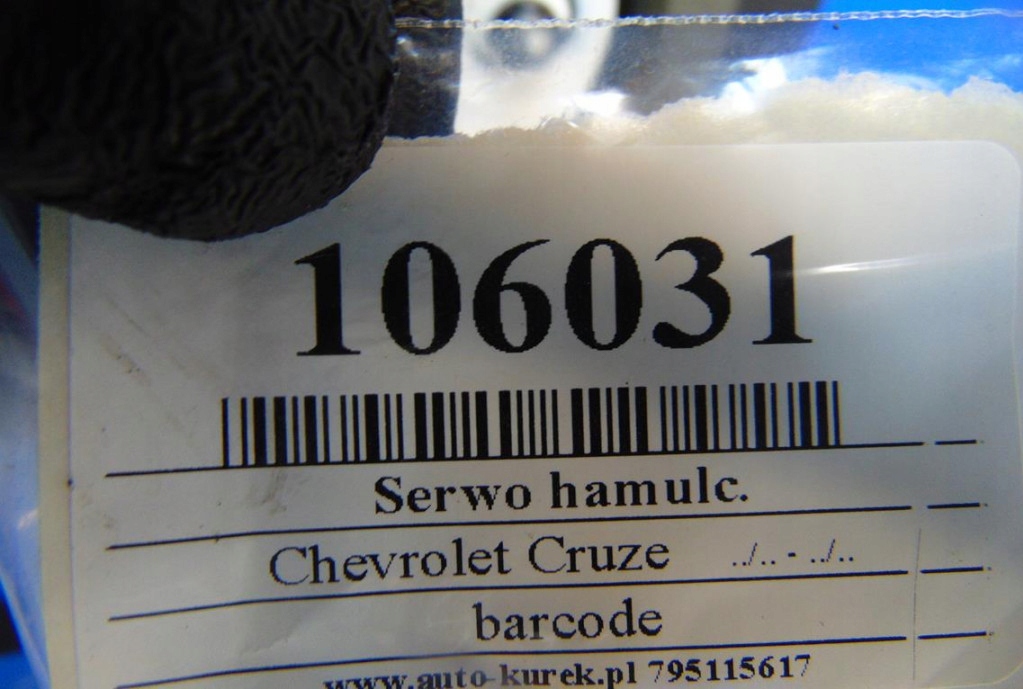 106031
Serwo hamulc.
Chevrolet Cruze ../.. - ../..
barcode
www.auto-kurek.pl 795115617